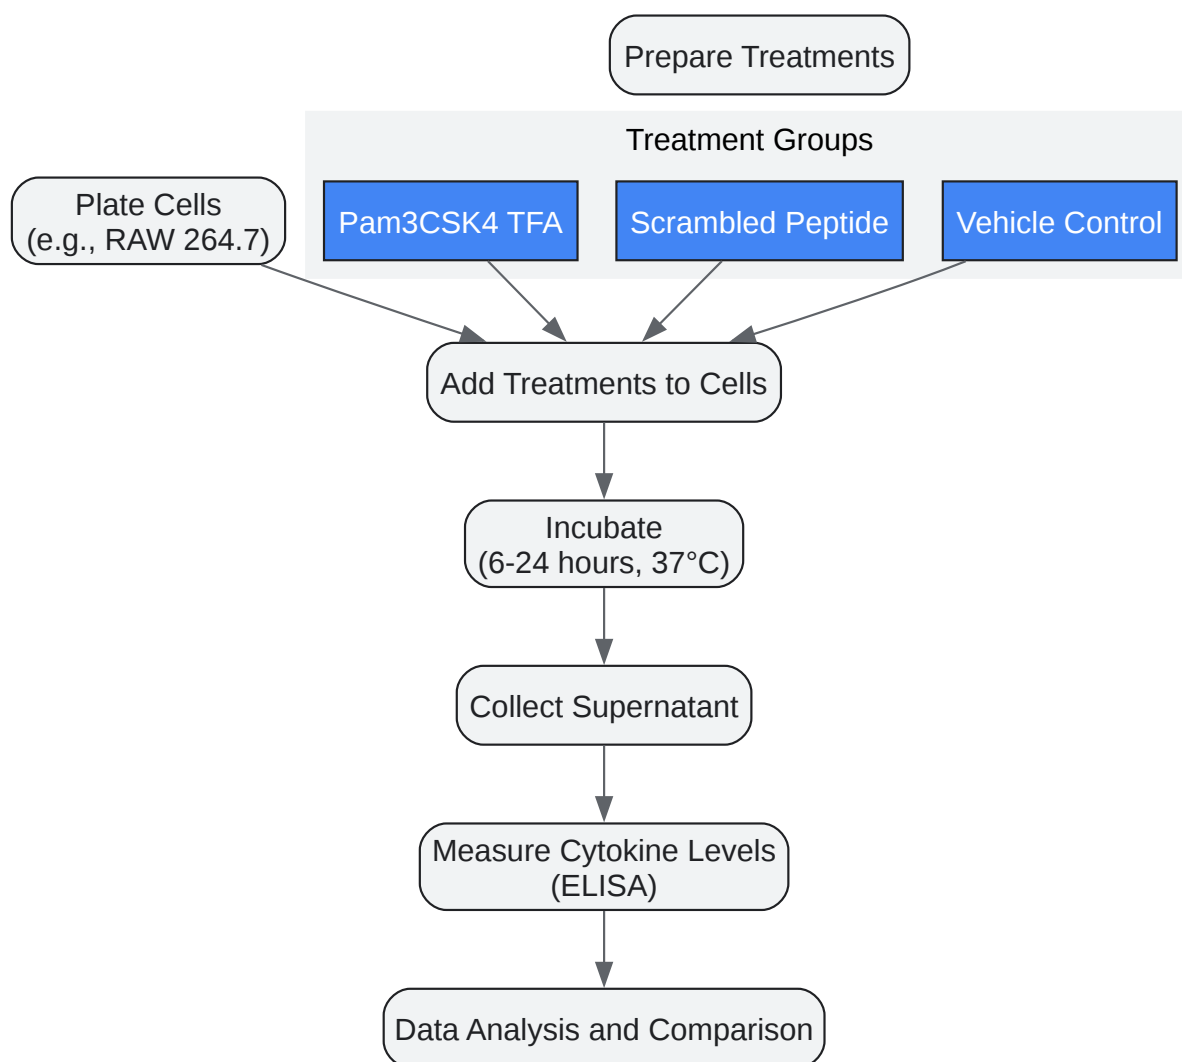 Prepare Treatments
Treatment Groups
Plate Cells
(e.g., RAW 264.7)
Pam3CSK4 TFA
Scrambled Peptide
Vehicle Control
Add Treatments to Cells
Incubate
(6-24 hours, 37°C)
Collect Supernatant
Measure Cytokine Levels
(ELISA)
Data Analysis and Comparison